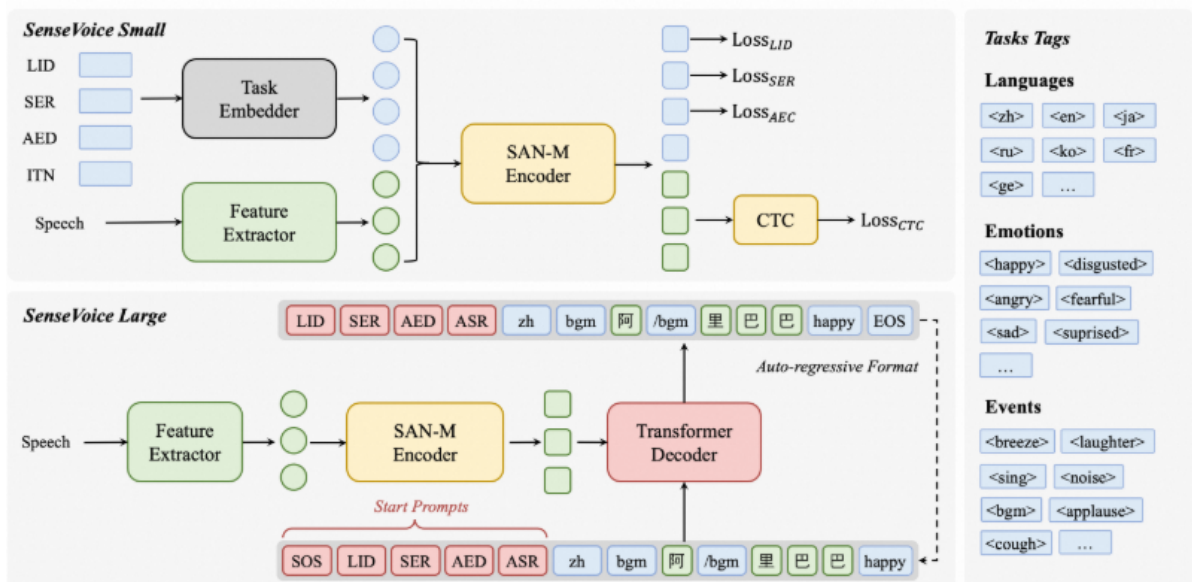 SenseVoice Small
LID
SER
AED
ITN
Speech
Task
Embedder
Feature
Extractor
SAN-M
Encoder
Loss_LID
Loss_SER
Loss_AEC
CTC
Loss_CTC
SenseVoice Large
LID SER AED ASR zh bgm 阿 /bgm 里 巴 巴 happy EOS
Auto-regressive Format
Speech
Feature
Extractor
SAN-M
Encoder
Transformer
Decoder
Start Prompts
SOS LID SER AED ASR zh bgm 阿 /bgm 里 巴 巴 happy
Tasks Tags
Languages
<zh> <en> <ja>
<ru> <ko> <fr>
<ge> ...
Emotions
<happy> <disgusted>
<angry> <fearful>
<sad> <suprised>
...
Events
<breeze> <laughter>
<sing> <noise>
<bgm> <applause>
<cough> ...